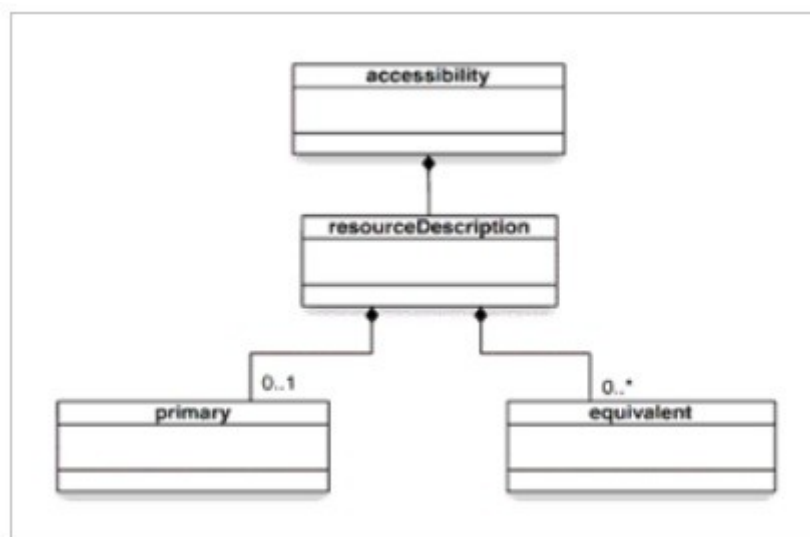 accessibility
resourceDescription
0..1
0..*
primary
equivalent